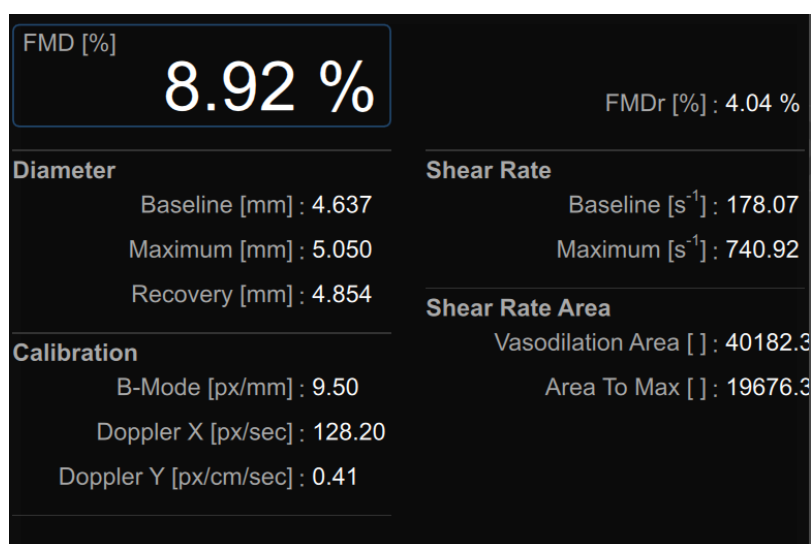 FMD [%]
8.92 %
FMDr [%] : 4.04 %
Diameter
Baseline [mm] : 4.637
Maximum [mm] : 5.050
Recovery [mm] : 4.854
Calibration
B-Mode [px/mm] : 9.50
Doppler X [px/sec] : 128.20
Doppler Y [px/cm/sec] : 0.41
Shear Rate
Baseline [s⁻¹] : 178.07
Maximum [s⁻¹] : 740.92
Shear Rate Area
Vasodilation Area [ ] : 40182.3
Area To Max [ ] : 19676.3